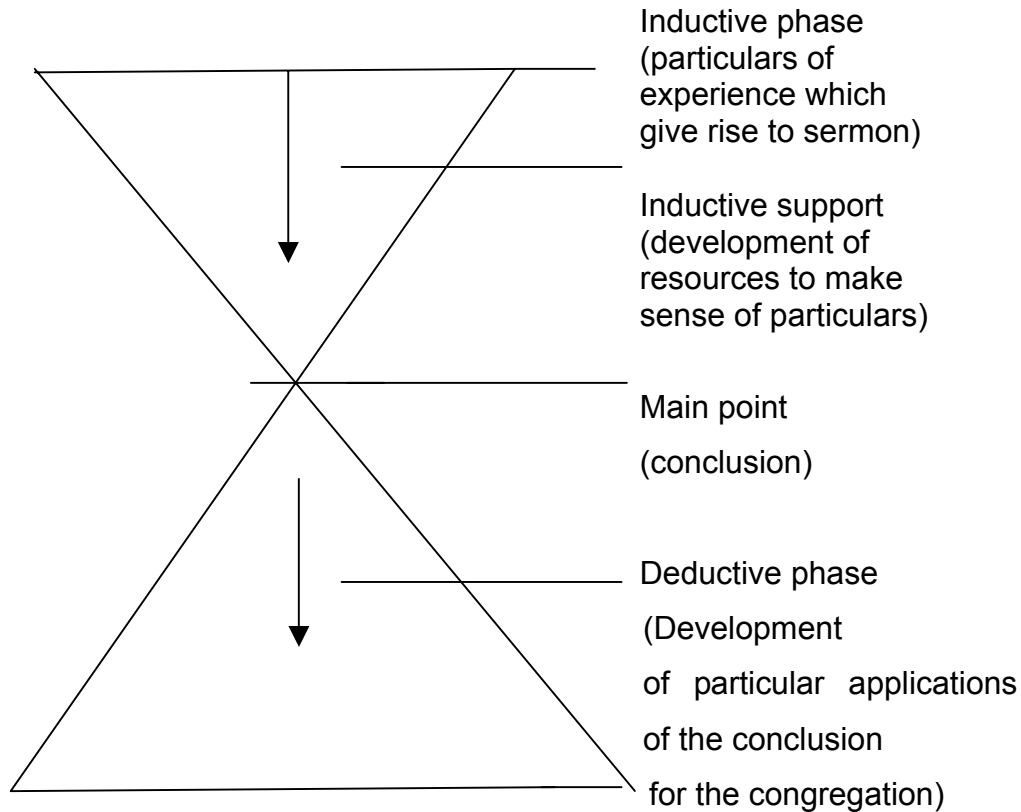 Inductive phase
(particulars of
experience which
give rise to sermon)
Inductive support
(development of
resources to make
sense of particulars)
Main point
(conclusion)
Deductive phase
(Development
of particular applications
of the conclusion
for the congregation)